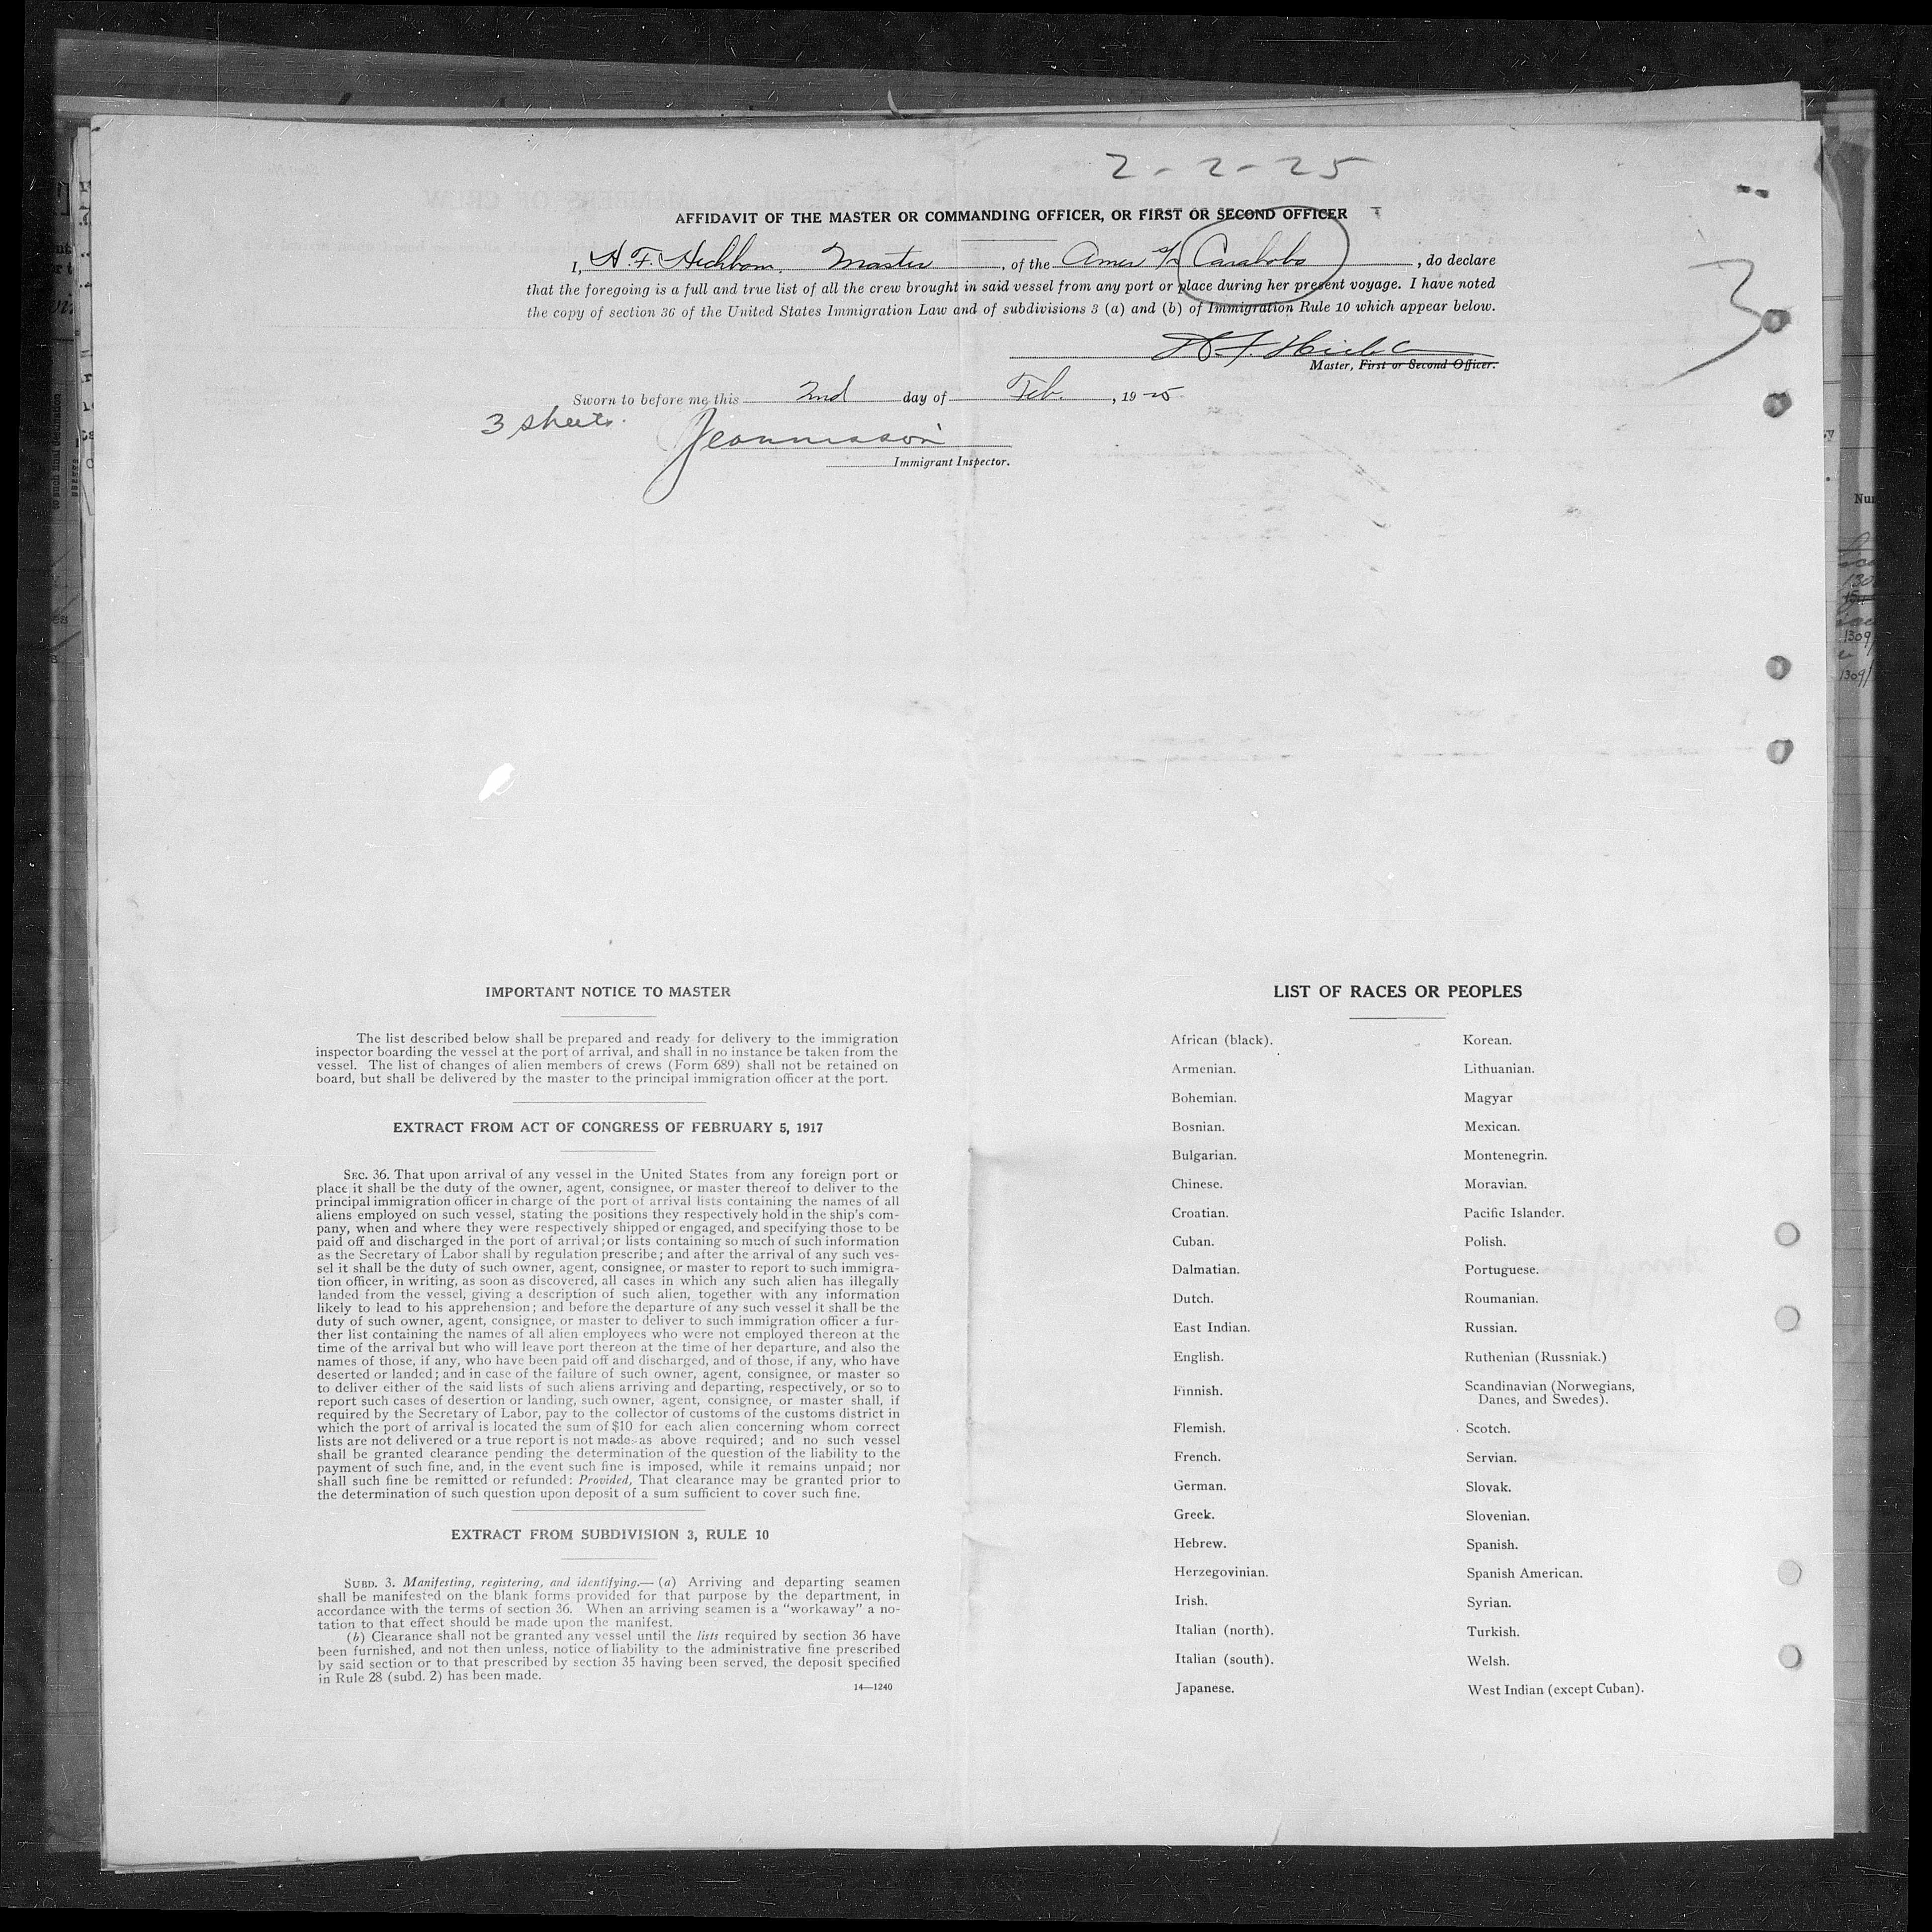 2-2-25
AFFIDAVIT OF THE MASTER OR COMMANDING OFFICER, OR FIRST OR SECOND OFFICER
I, H. F. Hichborn, Master, of the Amer S/S Carabobo, do declare
that the foregoing is a full and true list of all the crew brought in said vessel from any port or place during her present voyage. I have noted
the copy of section 36 of the United States Immigration Law and of subdivisions 3 (a) and (b) of Immigration Rule 10 which appear below.
3
Master, First or Second Officer.
Sworn to before me this 2nd day of Feb., 1925
3 sheets.
Immigrant Inspector.
IMPORTANT NOTICE TO MASTER
The list described below shall be prepared and ready for delivery to the immigration
inspector boarding the vessel at the port of arrival, and shall in no instance be taken from the
vessel. The list of changes of alien members of crews (Form 689) shall not be retained on
board, but shall be delivered by the master to the principal immigration officer at the port.
EXTRACT FROM ACT OF CONGRESS OF FEBRUARY 5, 1917
SEC. 36. That upon arrival of any vessel in the United States from any foreign port or
place it shall be the duty of the owner, agent, consignee, or master thereof to deliver to the
principal immigration officer in charge of the port of arrival lists containing the names of all
aliens employed on such vessel, stating the positions they respectively hold in the ship's com-
pany, when and where they were respectively shipped or engaged, and specifying those to be
paid off and discharged in the port of arrival; or lists containing so much of such information
as the Secretary of Labor shall by regulation prescribe; and after the arrival of any such ves-
sel it shall be the duty of such owner, agent, consignee, or master to report to such immigra-
tion officer, in writing, as soon as discovered, all cases in which any such alien has illegally
landed from the vessel, giving a description of such alien, together with any information
likely to lead to his apprehension; and before the departure of any such vessel it shall be the
duty of such owner, agent, consignee, or master to deliver to such immigration officer a fur-
ther list containing the names of all alien employees who were not employed thereon at the
time of the arrival but who will leave port thereon at the time of her departure, and also the
names of those, if any, who have been paid off and discharged, and of those, if any, who have
deserted or landed; and in case of the failure of such owner, agent, consignee, or master so
to deliver either of the said lists of such aliens arriving and departing, respectively, or so to
report such cases of desertion or landing, such owner, agent, consignee, or master shall, if
required by the Secretary of Labor, pay to the collector of customs of the customs district in
which the port of arrival is located the sum of $10 for each alien concerning whom correct
lists are not delivered or a true report is not made as above required; and no such vessel
shall be granted clearance pending the determination of the question of the liability to the
payment of such fine, and, in the event such fine is imposed, while it remains unpaid; nor
shall such fine be remitted or refunded: Provided, That clearance may be granted prior to
the determination of such question upon deposit of a sum sufficient to cover such fine.
EXTRACT FROM SUBDIVISION 3, RULE 10
SUBD. 3. Manifesting, registering, and identifying.—(a) Arriving and departing seamen
shall be manifested on the blank forms provided for that purpose by the department, in
accordance with the terms of section 36. When an arriving seamen is a "workaway" a no-
tation to that effect should be made upon the manifest.
(b) Clearance shall not be granted any vessel until the lists required by section 36 have
been furnished, and not then unless, notice of liability to the administrative fine prescribed
by said section or to that prescribed by section 35 having been served, the deposit specified
in Rule 28 (subd. 2) has been made.
14—1240
LIST OF RACES OR PEOPLES
African (black).
Armenian.
Bohemian.
Bosnian.
Bulgarian.
Chinese.
Croatian.
Cuban.
Dalmatian.
Dutch.
East Indian.
English.
Finnish.
Flemish.
French.
German.
Greek.
Hebrew.
Herzegovinian.
Irish.
Italian (north).
Italian (south).
Japanese.
Korean.
Lithuanian.
Magyar
Mexican.
Montenegrin.
Moravian.
Pacific Islander.
Polish.
Portuguese.
Roumanian.
Russian.
Ruthenian (Russniak.)
Scandinavian (Norwegians,
Danes, and Swedes).
Scotch.
Servian.
Slovak.
Slovenian.
Spanish.
Spanish American.
Syrian.
Turkish.
Welsh.
West Indian (except Cuban).